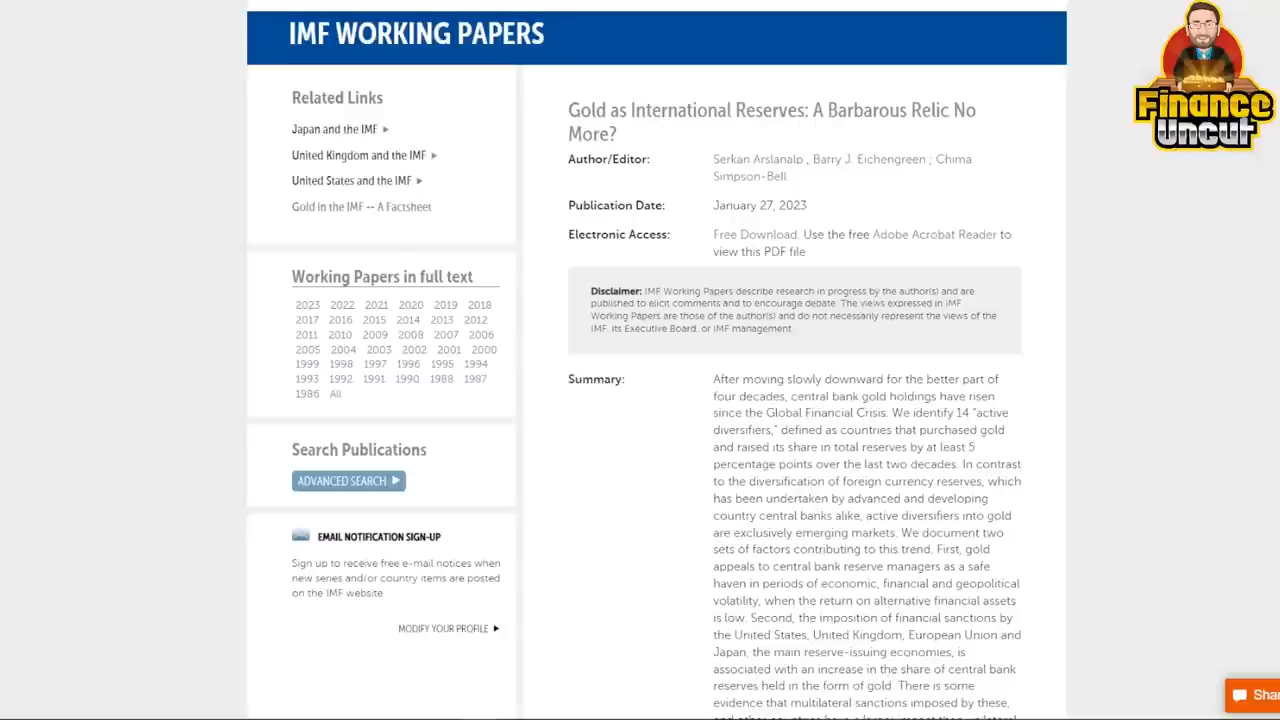 IMF WORKING PAPERS
Finance
Uncut
Related Links
Japan and the IMF
United Kingdom and the IMF
United States and the IMF
Gold in the IMF -- A Factsheet
Working Papers in full text
2023 2022 2021 2020 2019 2018
2017 2016 2015 2014 2013 2012
2011 2010 2009 2008 2007 2006
2005 2004 2003 2002 2001 2000
1999 1998 1997 1996 1995 1994
1993 1992 1991 1990 1988 1987
1986 All
Search Publications
ADVANCED SEARCH
EMAIL NOTIFICATION SIGN-UP
Sign up to receive free e-mail notices when
new series and/or country items are posted
on the IMF website
MODIFY YOUR PROFILE
Gold as International Reserves: A Barbarous Relic No
More?
Author/Editor: Serkan Arslanalp , Barry J. Eichengreen ; Chima
Simpson-Bell
Publication Date: January 27, 2023
Electronic Access: Free Download. Use the free Adobe Acrobat Reader to
view this PDF file
Disclaimer: IMF Working Papers describe research in progress by the author(s) and are
published to elicit comments and to encourage debate. The views expressed in IMF
Working Papers are those of the author(s) and do not necessarily represent the views of the
IMF, its Executive Board, or IMF management.
Summary: After moving slowly downward for the better part of
four decades, central bank gold holdings have risen
since the Global Financial Crisis. We identify 14 “active
diversifiers,” defined as countries that purchased gold
and raised its share in total reserves by at least 5
percentage points over the last two decades. In contrast
to the diversification of foreign currency reserves, which
has been undertaken by advanced and developing
country central banks alike, active diversifiers into gold
are exclusively emerging markets. We document two
sets of factors contributing to this trend. First, gold
appeals to central bank reserve managers as a safe
haven in periods of economic, financial and geopolitical
volatility, when the return on alternative financial assets
is low. Second, the imposition of financial sanctions by
the United States, United Kingdom, European Union and
Japan, the main reserve-issuing economies, is
associated with an increase in the share of central bank
reserves held in the form of gold. There is some
evidence that multilateral sanctions imposed by these,